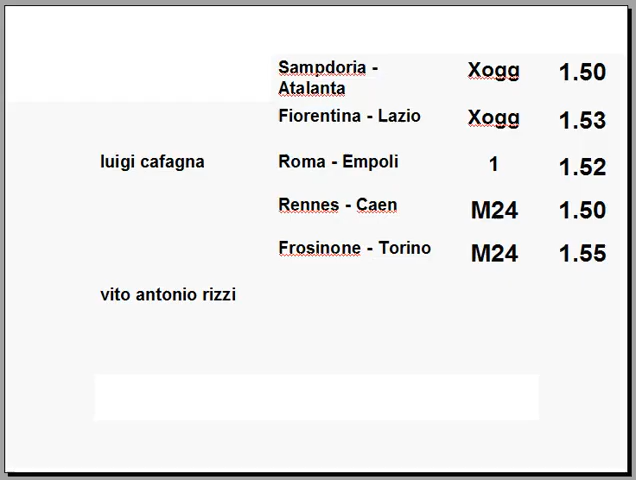 Sampdoria - Atalanta Xogg 1.50
Fiorentina - Lazio Xogg 1.53
luigi cafagna Roma - Empoli 1 1.52
Rennes - Caen M24 1.50
Frosinone - Torino M24 1.55
vito antonio rizzi